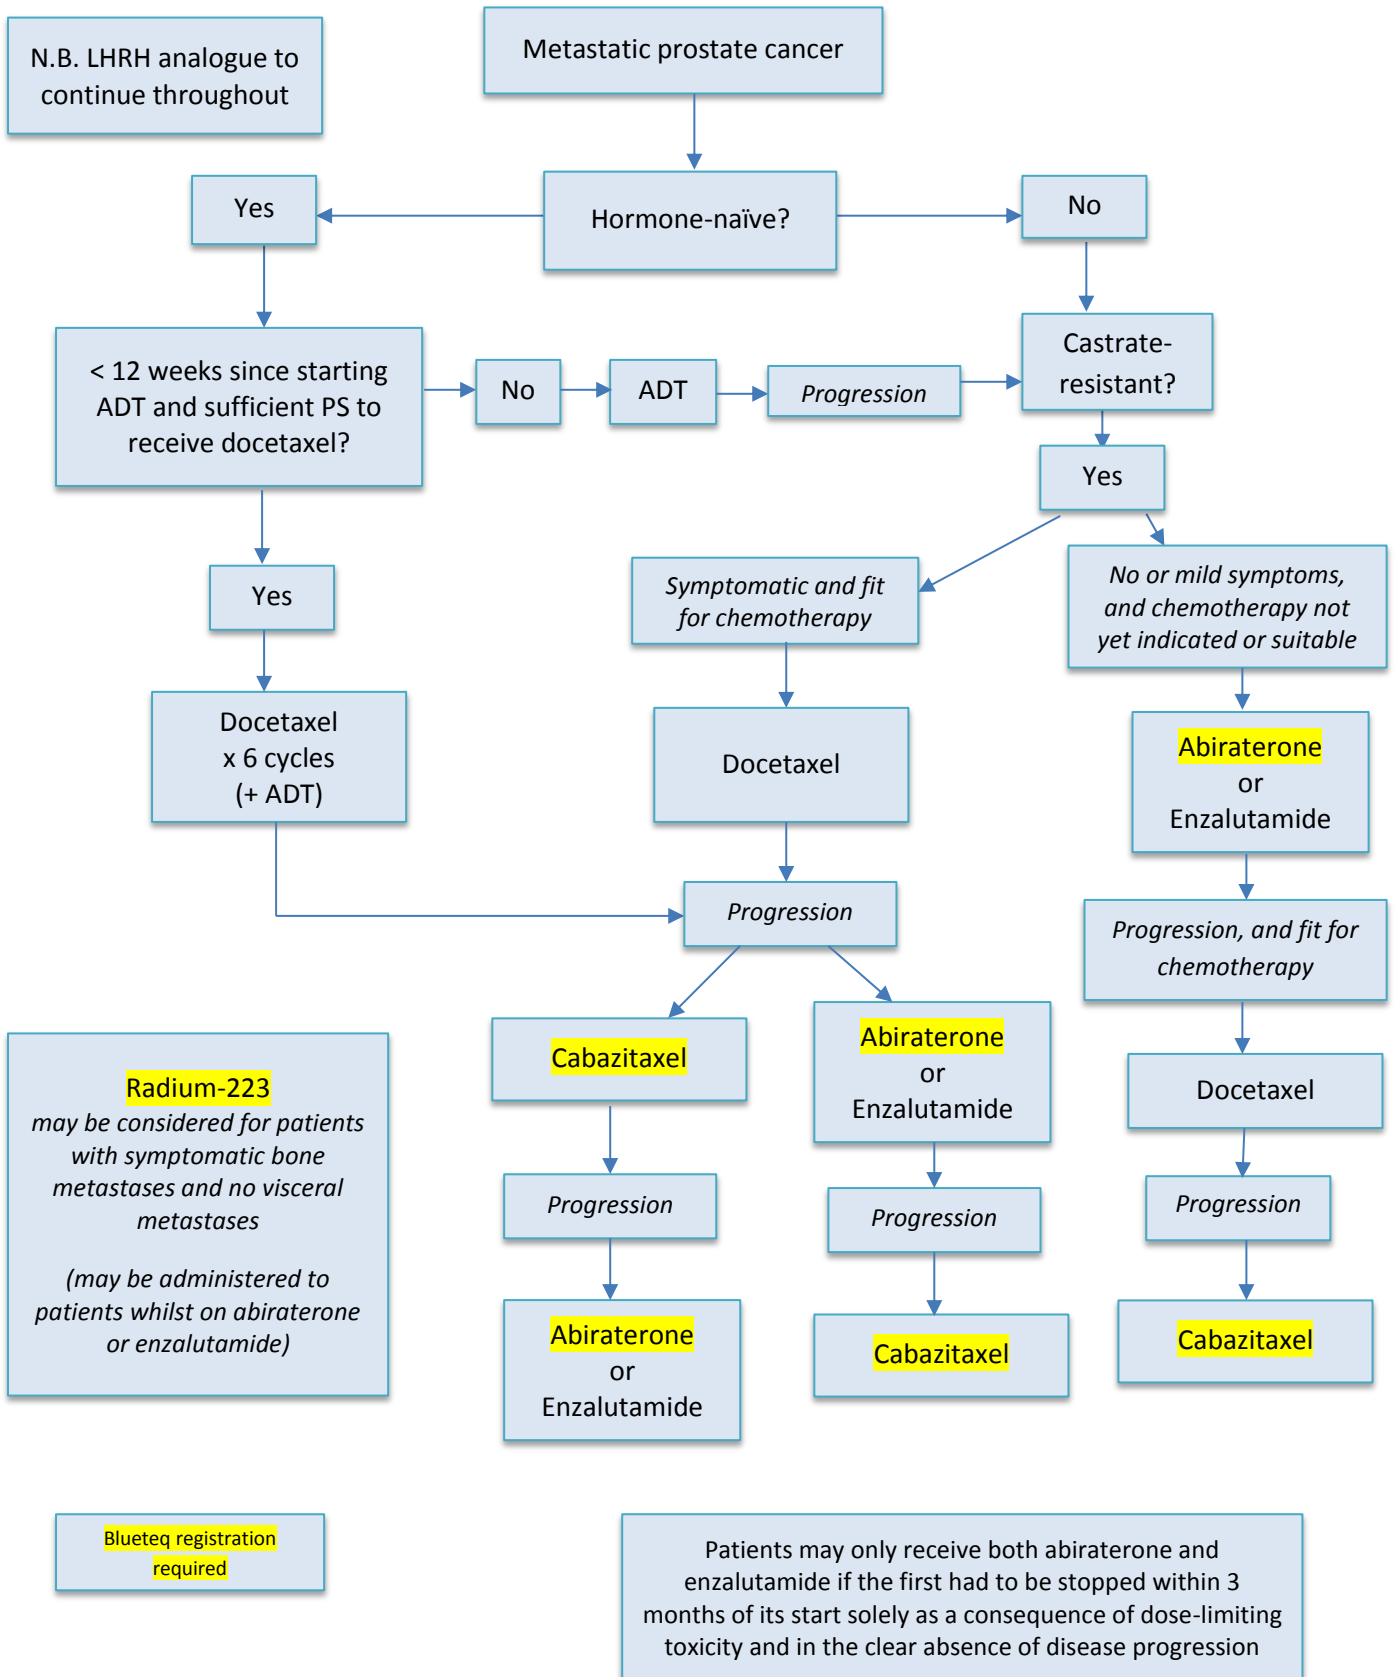 N.B. LHRH analogue to
continue throughout
Metastatic prostate cancer
Yes
Hormone-naïve?
No
< 12 weeks since starting
ADT and sufficient PS to
receive docetaxel?
No
ADT
Progression
Castrate-
resistant?
Yes
Yes
Symptomatic and fit
for chemotherapy
No or mild symptoms,
and chemotherapy not
yet indicated or suitable
Docetaxel
x 6 cycles
(+ ADT)
Docetaxel
Abiraterone
or
Enzalutamide
Progression
Progression, and fit for
chemotherapy
Cabazitaxel
Abiraterone
or
Enzalutamide
Docetaxel
Radium-223
may be considered for patients
with symptomatic bone
metastases and no visceral
metastases
(may be administered to
patients whilst on abiraterone
or enzalutamide)
Progression
Progression
Progression
Abiraterone
or
Enzalutamide
Cabazitaxel
Cabazitaxel
Blueteq registration
required
Patients may only receive both abiraterone and
enzalutamide if the first had to be stopped within 3
months of its start solely as a consequence of dose-limiting
toxicity and in the clear absence of disease progression